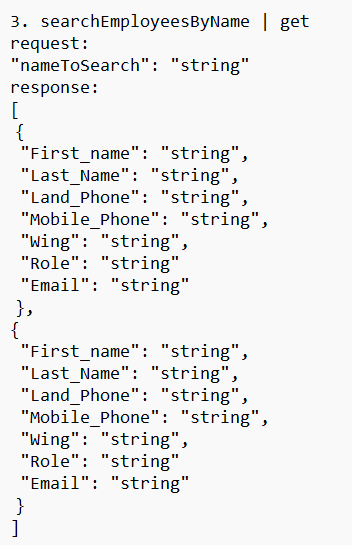 3. searchEmployeesByName | get
request:
"nameToSearch": "string"
response:
[
{
"First_name": "string",
"Last_Name": "string",
"Land_Phone": "string",
"Mobile_Phone": "string",
"Wing": "string",
"Role": "string"
"Email": "string"
},
{
"First_name": "string",
"Last_Name": "string",
"Land_Phone": "string",
"Mobile_Phone": "string",
"Wing": "string",
"Role": "string"
"Email": "string"
}
]